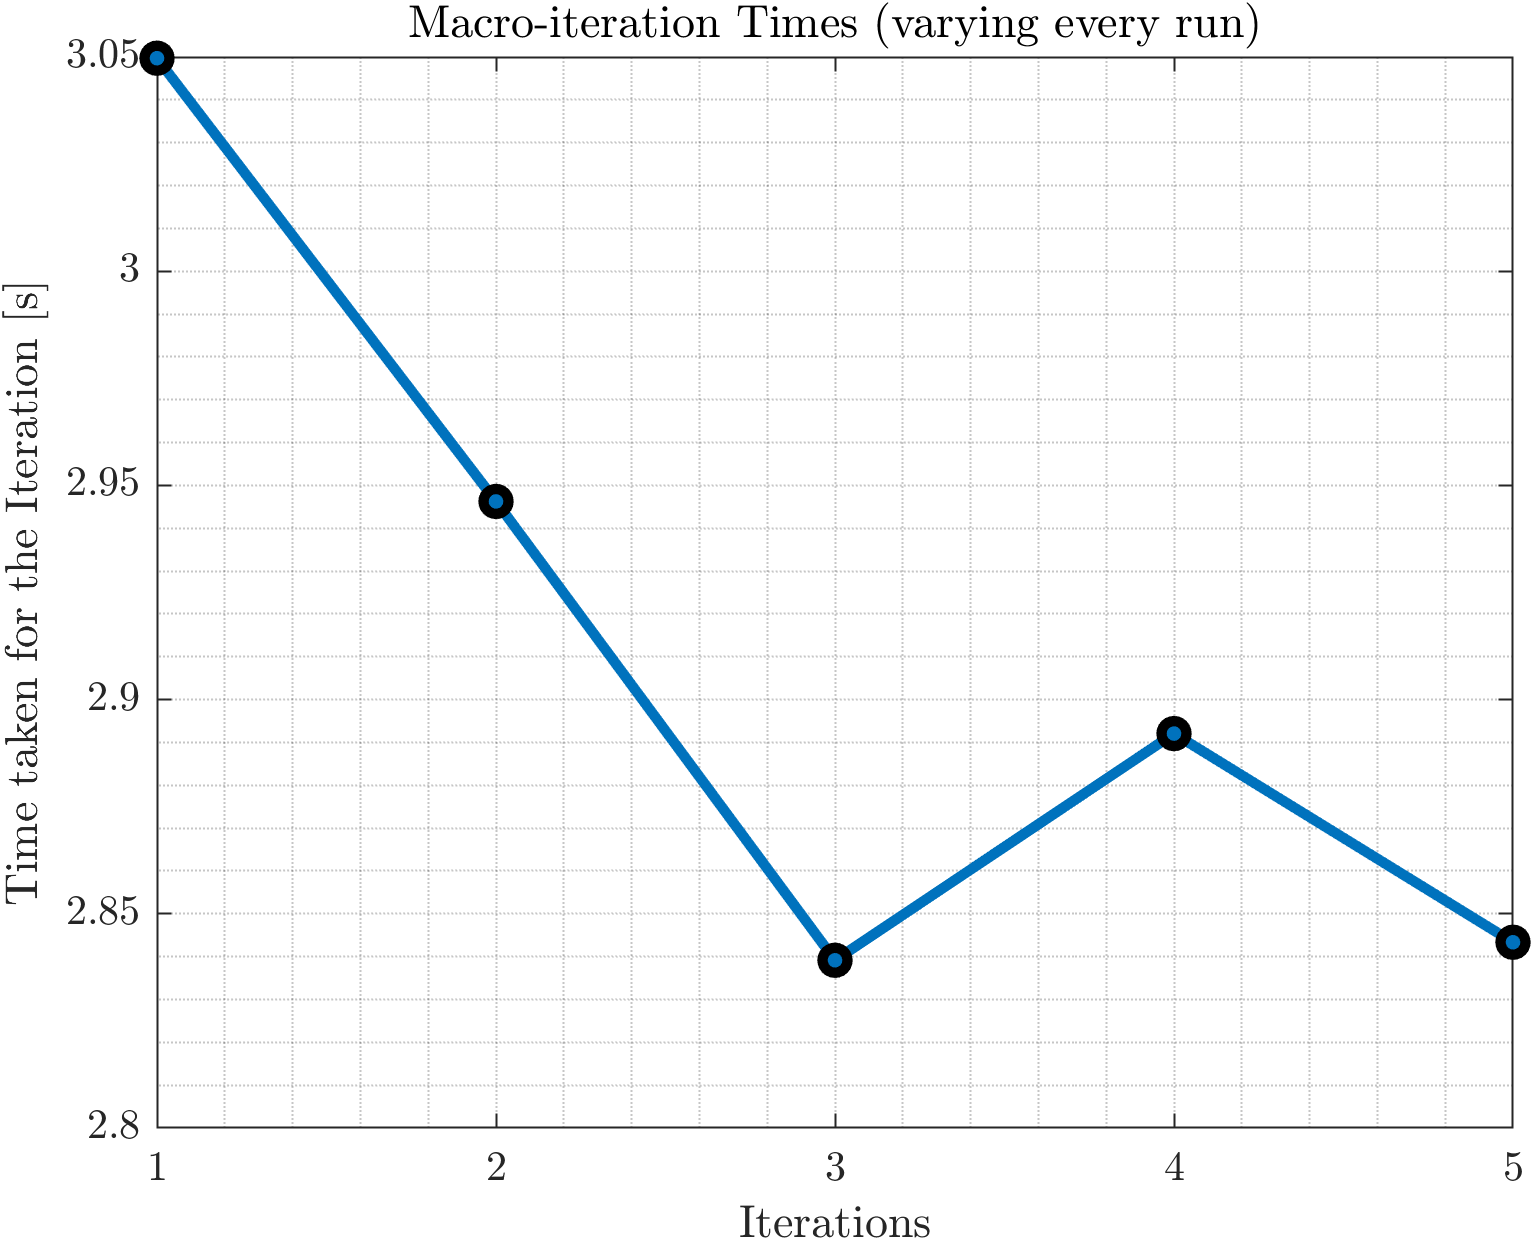 Macro-iteration Times (varying every run)
Time taken for the Iteration [s]
3.05
3
2.95
2.9
2.85
2.8
1 2 3 4 5
Iterations